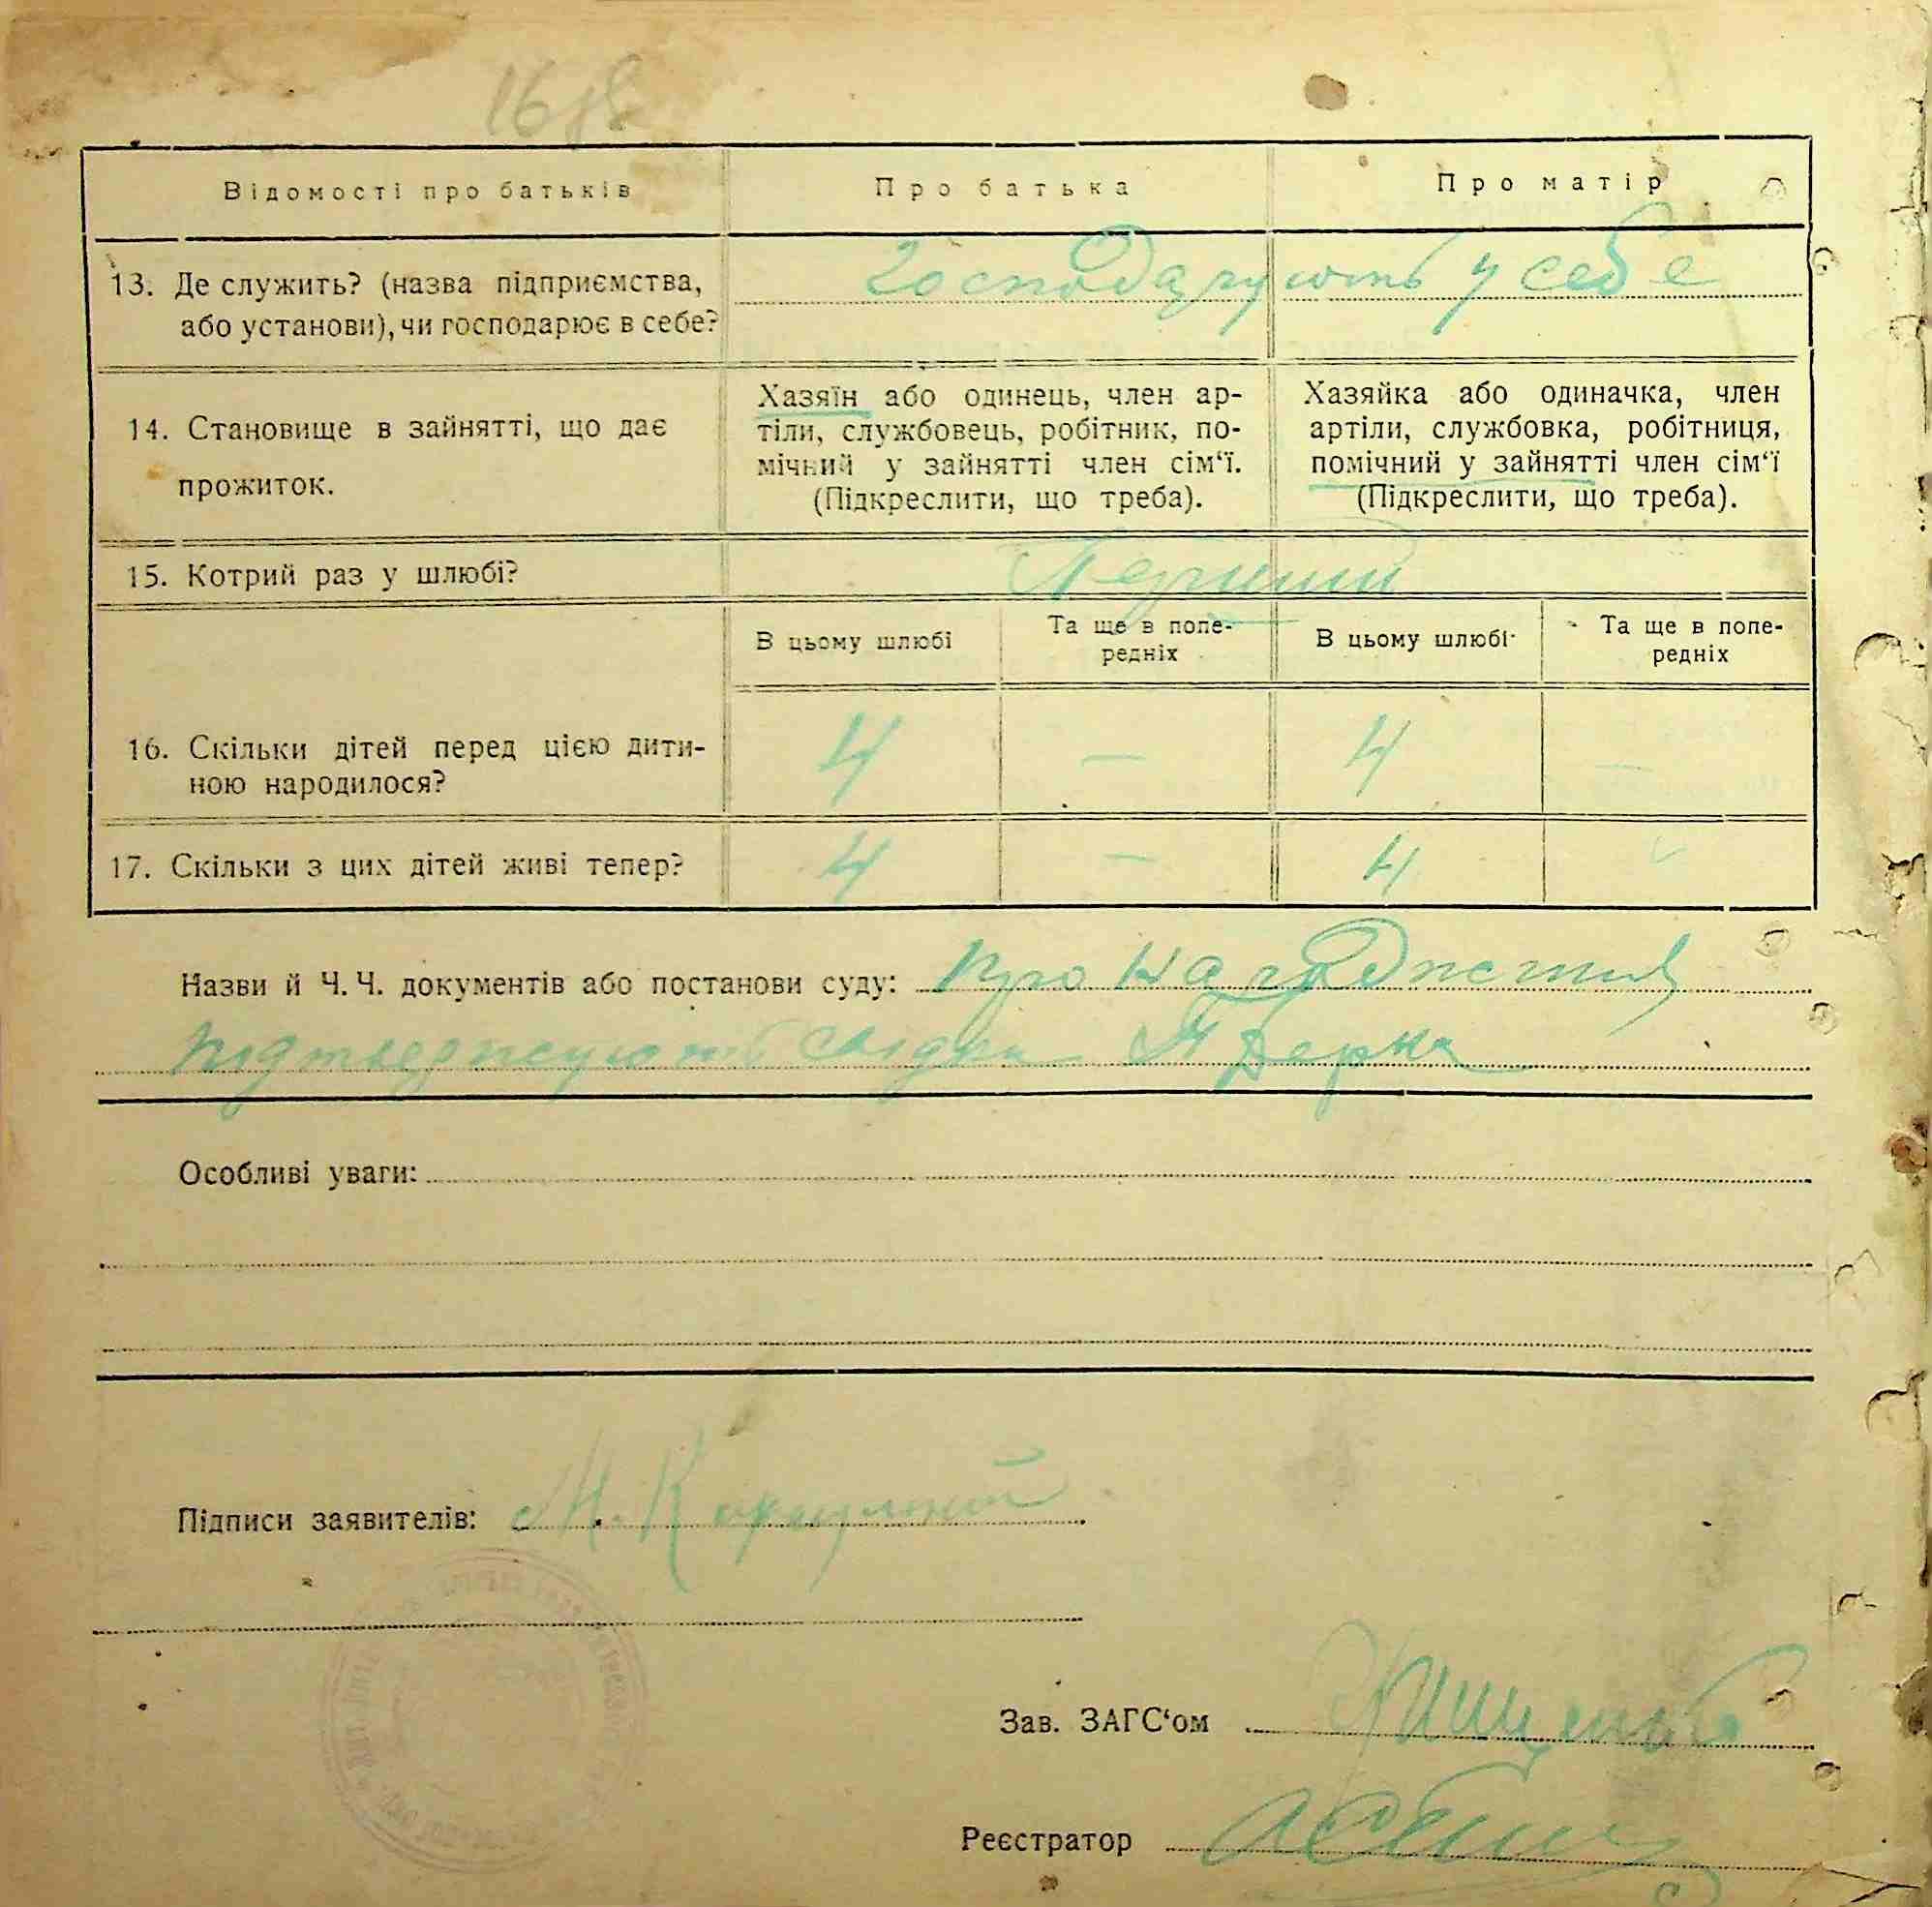 Відомості про батьків
Про батька
Про матір
13. Де служить? (назва підприємства,
або установи), чи господарює в себе?
Господарують у себе
14. Становище в зайнятті, що дає
прожиток.
Хазяїн або одинець, член ар-
тіли, службовець, робітник, по-
мічний у зайнятті член сім‘ї.
(Підкреслити, що треба).
Хазяйка або одиначка, член
артіли, службовка, робітниця,
помічний у зайнятті член сім‘ї
(Підкреслити, що треба).
15. Котрий раз у шлюбі?
Перший
В цьому шлюбі
Та ще в попе-
редніх
В цьому шлюбі
Та ще в попе-
редніх
16. Скільки дітей перед цією дити-
ною народилося?
4 — 4 —
17. Скільки з цих дітей живі тепер?
4 — 4
Назви й Ч. Ч. документів або постанови суду: про народження
Особливі уваги:
Підписи заявителів: М.
Зав. ЗАГС‘ом
Реєстратор